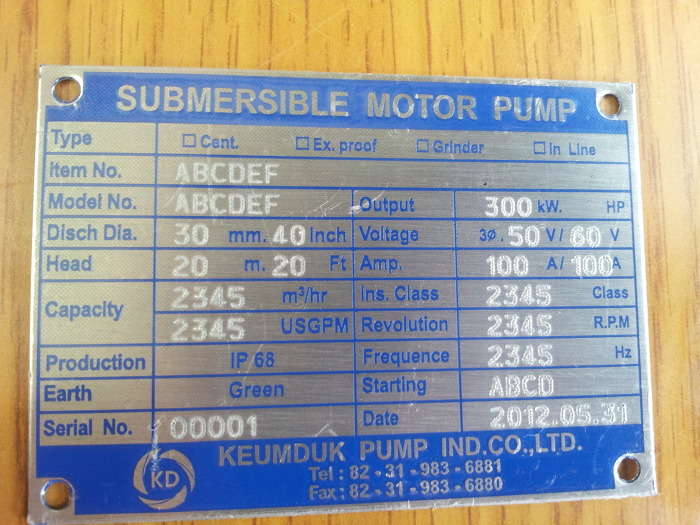 SUBMERSIBLE MOTOR PUMP
Type Cent. Ex. proof Grinder In Line
Item No. ABCDEF
Model No. ABCDEF Output 300 kW. HP
Disch Dia. 30 mm. 40 Inch Voltage 3ø. 50 V/ 60 V
Head 20 m. 20 Ft Amp. 100 A/ 100 A
Capacity 2345 m³/hr Ins. Class 2345 Class
2345 USGPM Revolution 2345 R.P.M
Production IP 68 Frequence 2345 Hz
Earth Green Starting ABCD
Serial No. 00001 Date 2012.05.31
KD KEUMDUK PUMP IND.CO.,LTD.
Tel : 82 - 31 - 983 - 6881
Fax : 82 - 31 - 983 - 6880